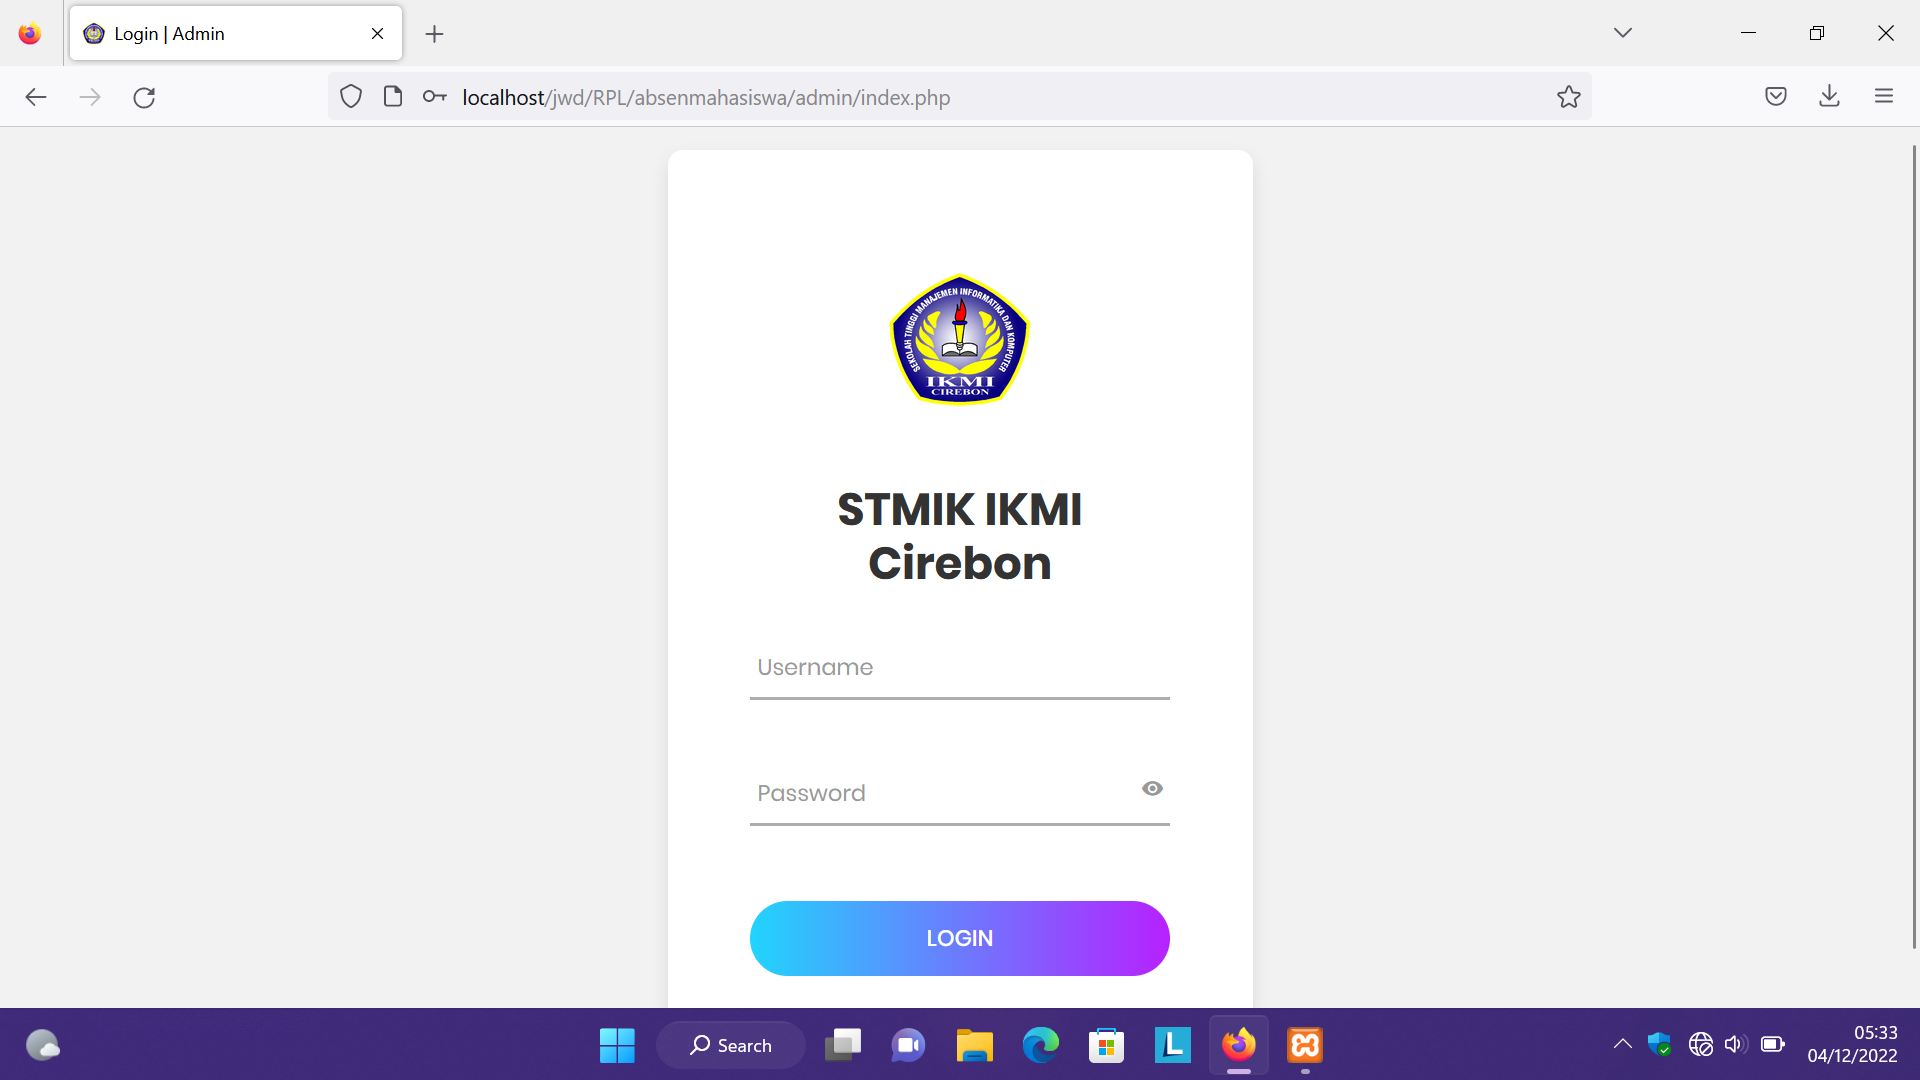 Login | Admin
localhost/jwd/RPL/absenmahasiswa/admin/index.php
SEKOLAH TINGGI MANAJEMEN INFORMATIKA DAN KOMPUTER
IKMI
CIREBON
STMIK IKMI
Cirebon
Username
Password
LOGIN
Search
L
05:33
04/12/2022